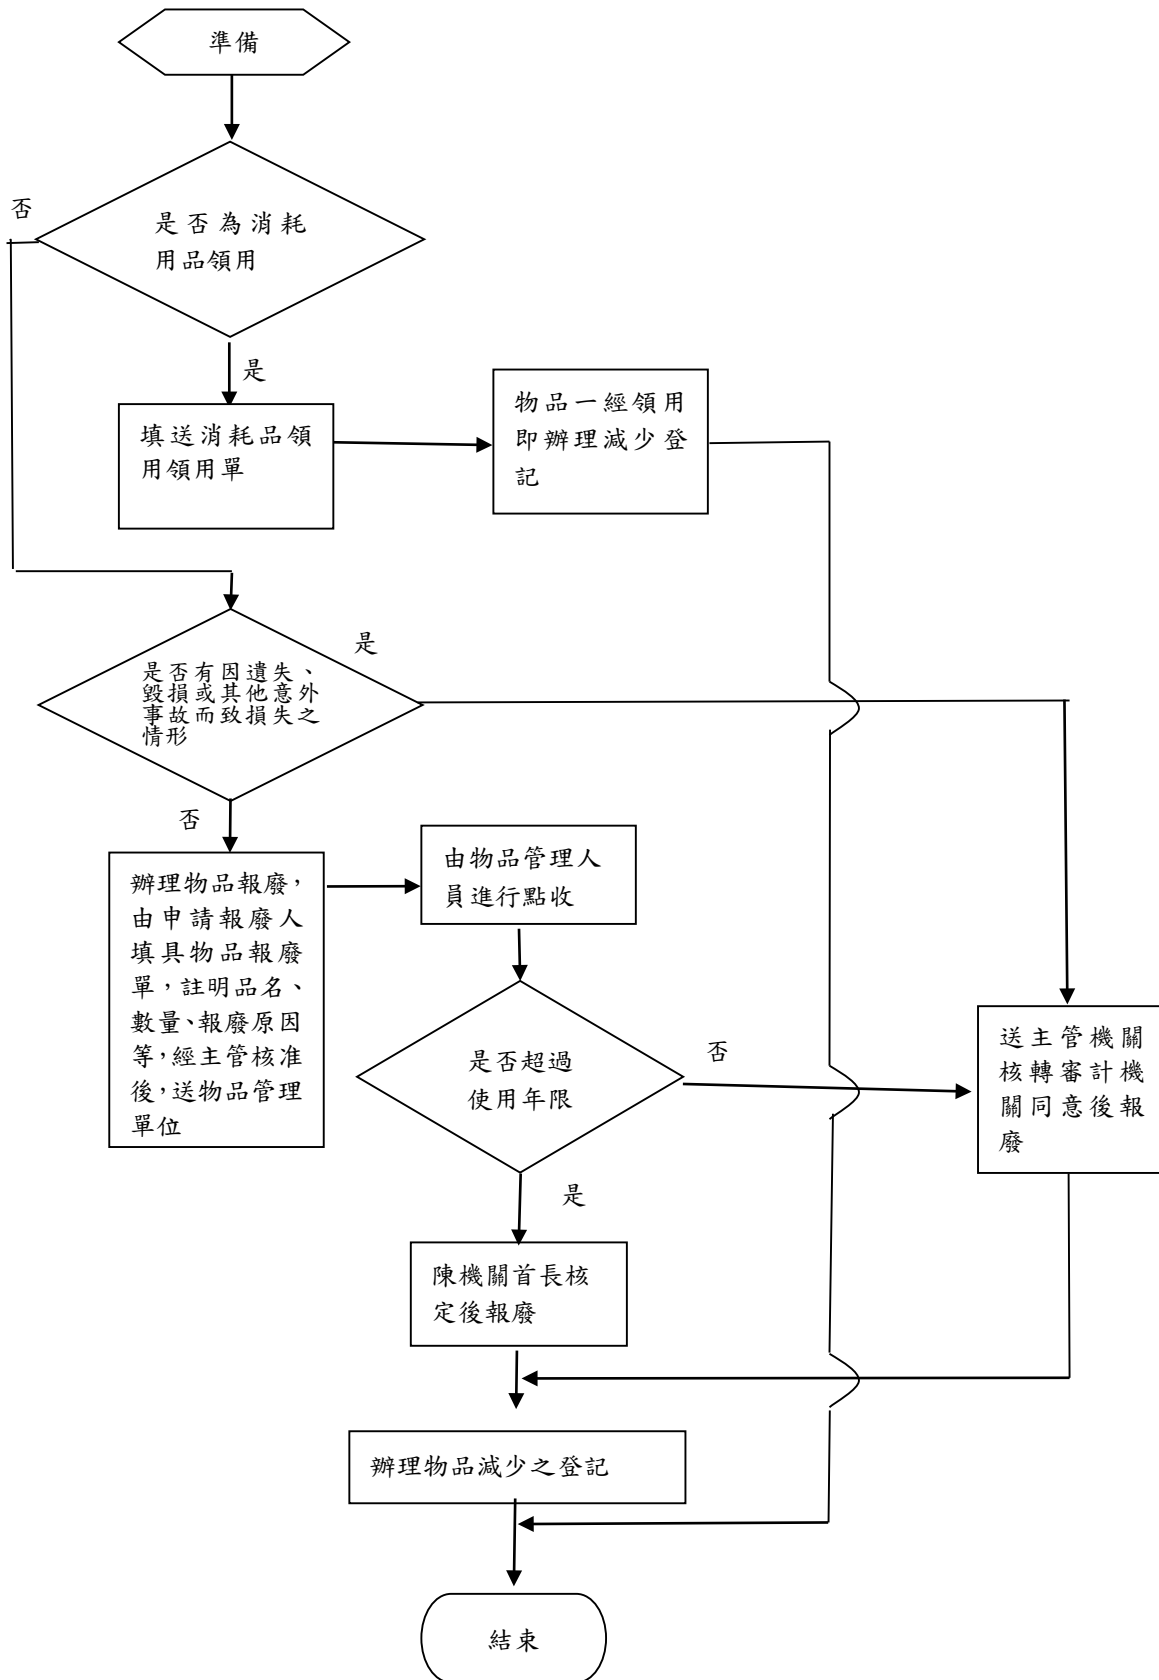 準備
否
是否為消耗
用品領用
是
填送消耗品領
用領用單
物品一經領用
即辦理減少登
記
是
是否有因遺失、
毀損或其他意外
事故而致損失之
情形
否
辦理物品報廢,
由申請報廢人
填具物品報廢
單,註明品名、
數量、報廢原因
等,經主管核准
後,送物品管理
單位
由物品管理人
員進行點收
是否超過
使用年限
否
送主管機關
核轉審計機
關同意後報
廢
是
陳機關首長核
定後報廢
辦理物品減少之登記
結束